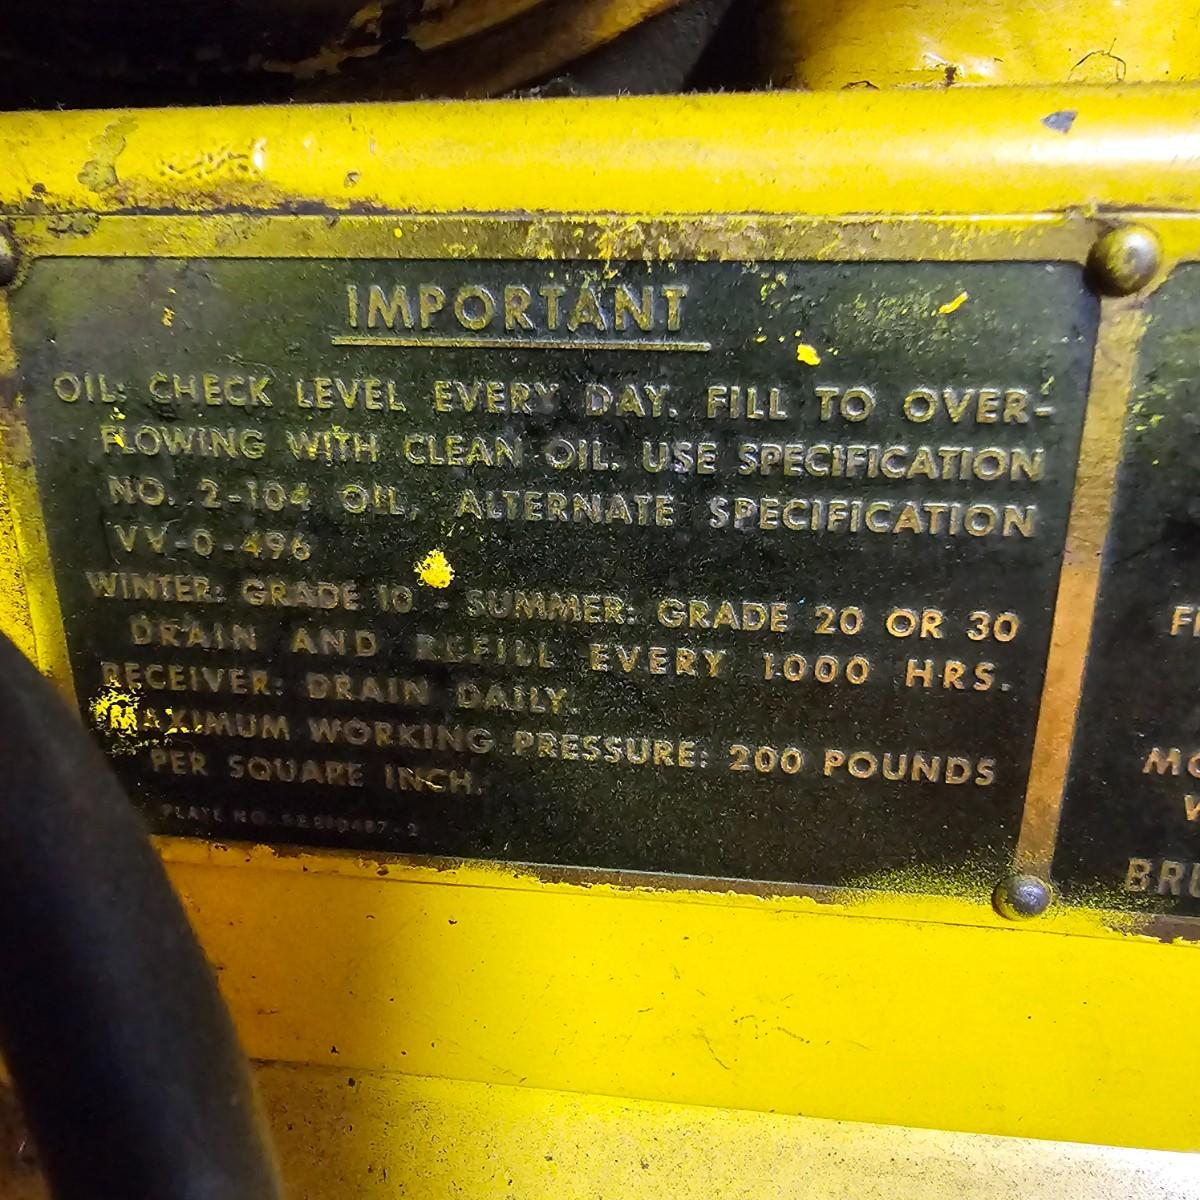 IMPORTANT
OIL: CHECK LEVEL EVERY DAY. FILL TO OVER-
FLOWING WITH CLEAN OIL. USE SPECIFICATION
NO. 2-104 OIL, ALTERNATE SPECIFICATION
VV-O-496
WINTER: GRADE 10 - SUMMER: GRADE 20 OR 30
DRAIN AND REFILL EVERY 1000 HRS.
RECEIVER: DRAIN DAILY.
MAXIMUM WORKING PRESSURE: 200 POUNDS
PER SQUARE INCH.
PLATE NO.